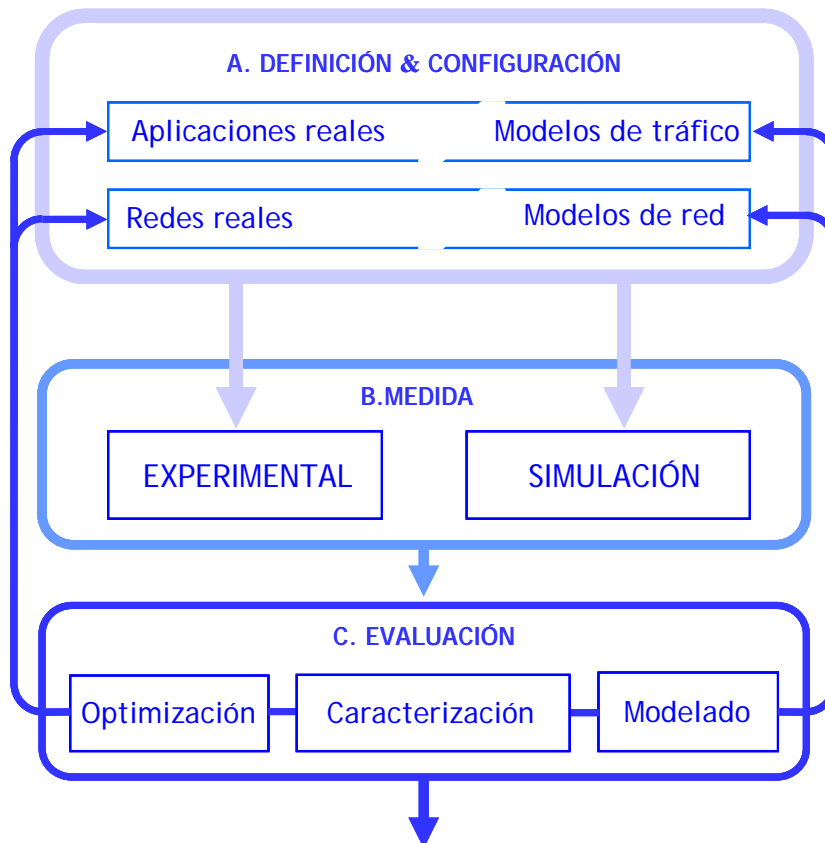 A. DEFINICIÓN & CONFIGURACIÓN
Aplicaciones reales Modelos de tráfico
Redes reales Modelos de red
B.MEDIDA
EXPERIMENTAL SIMULACIÓN
C. EVALUACIÓN
Optimización Caracterización Modelado